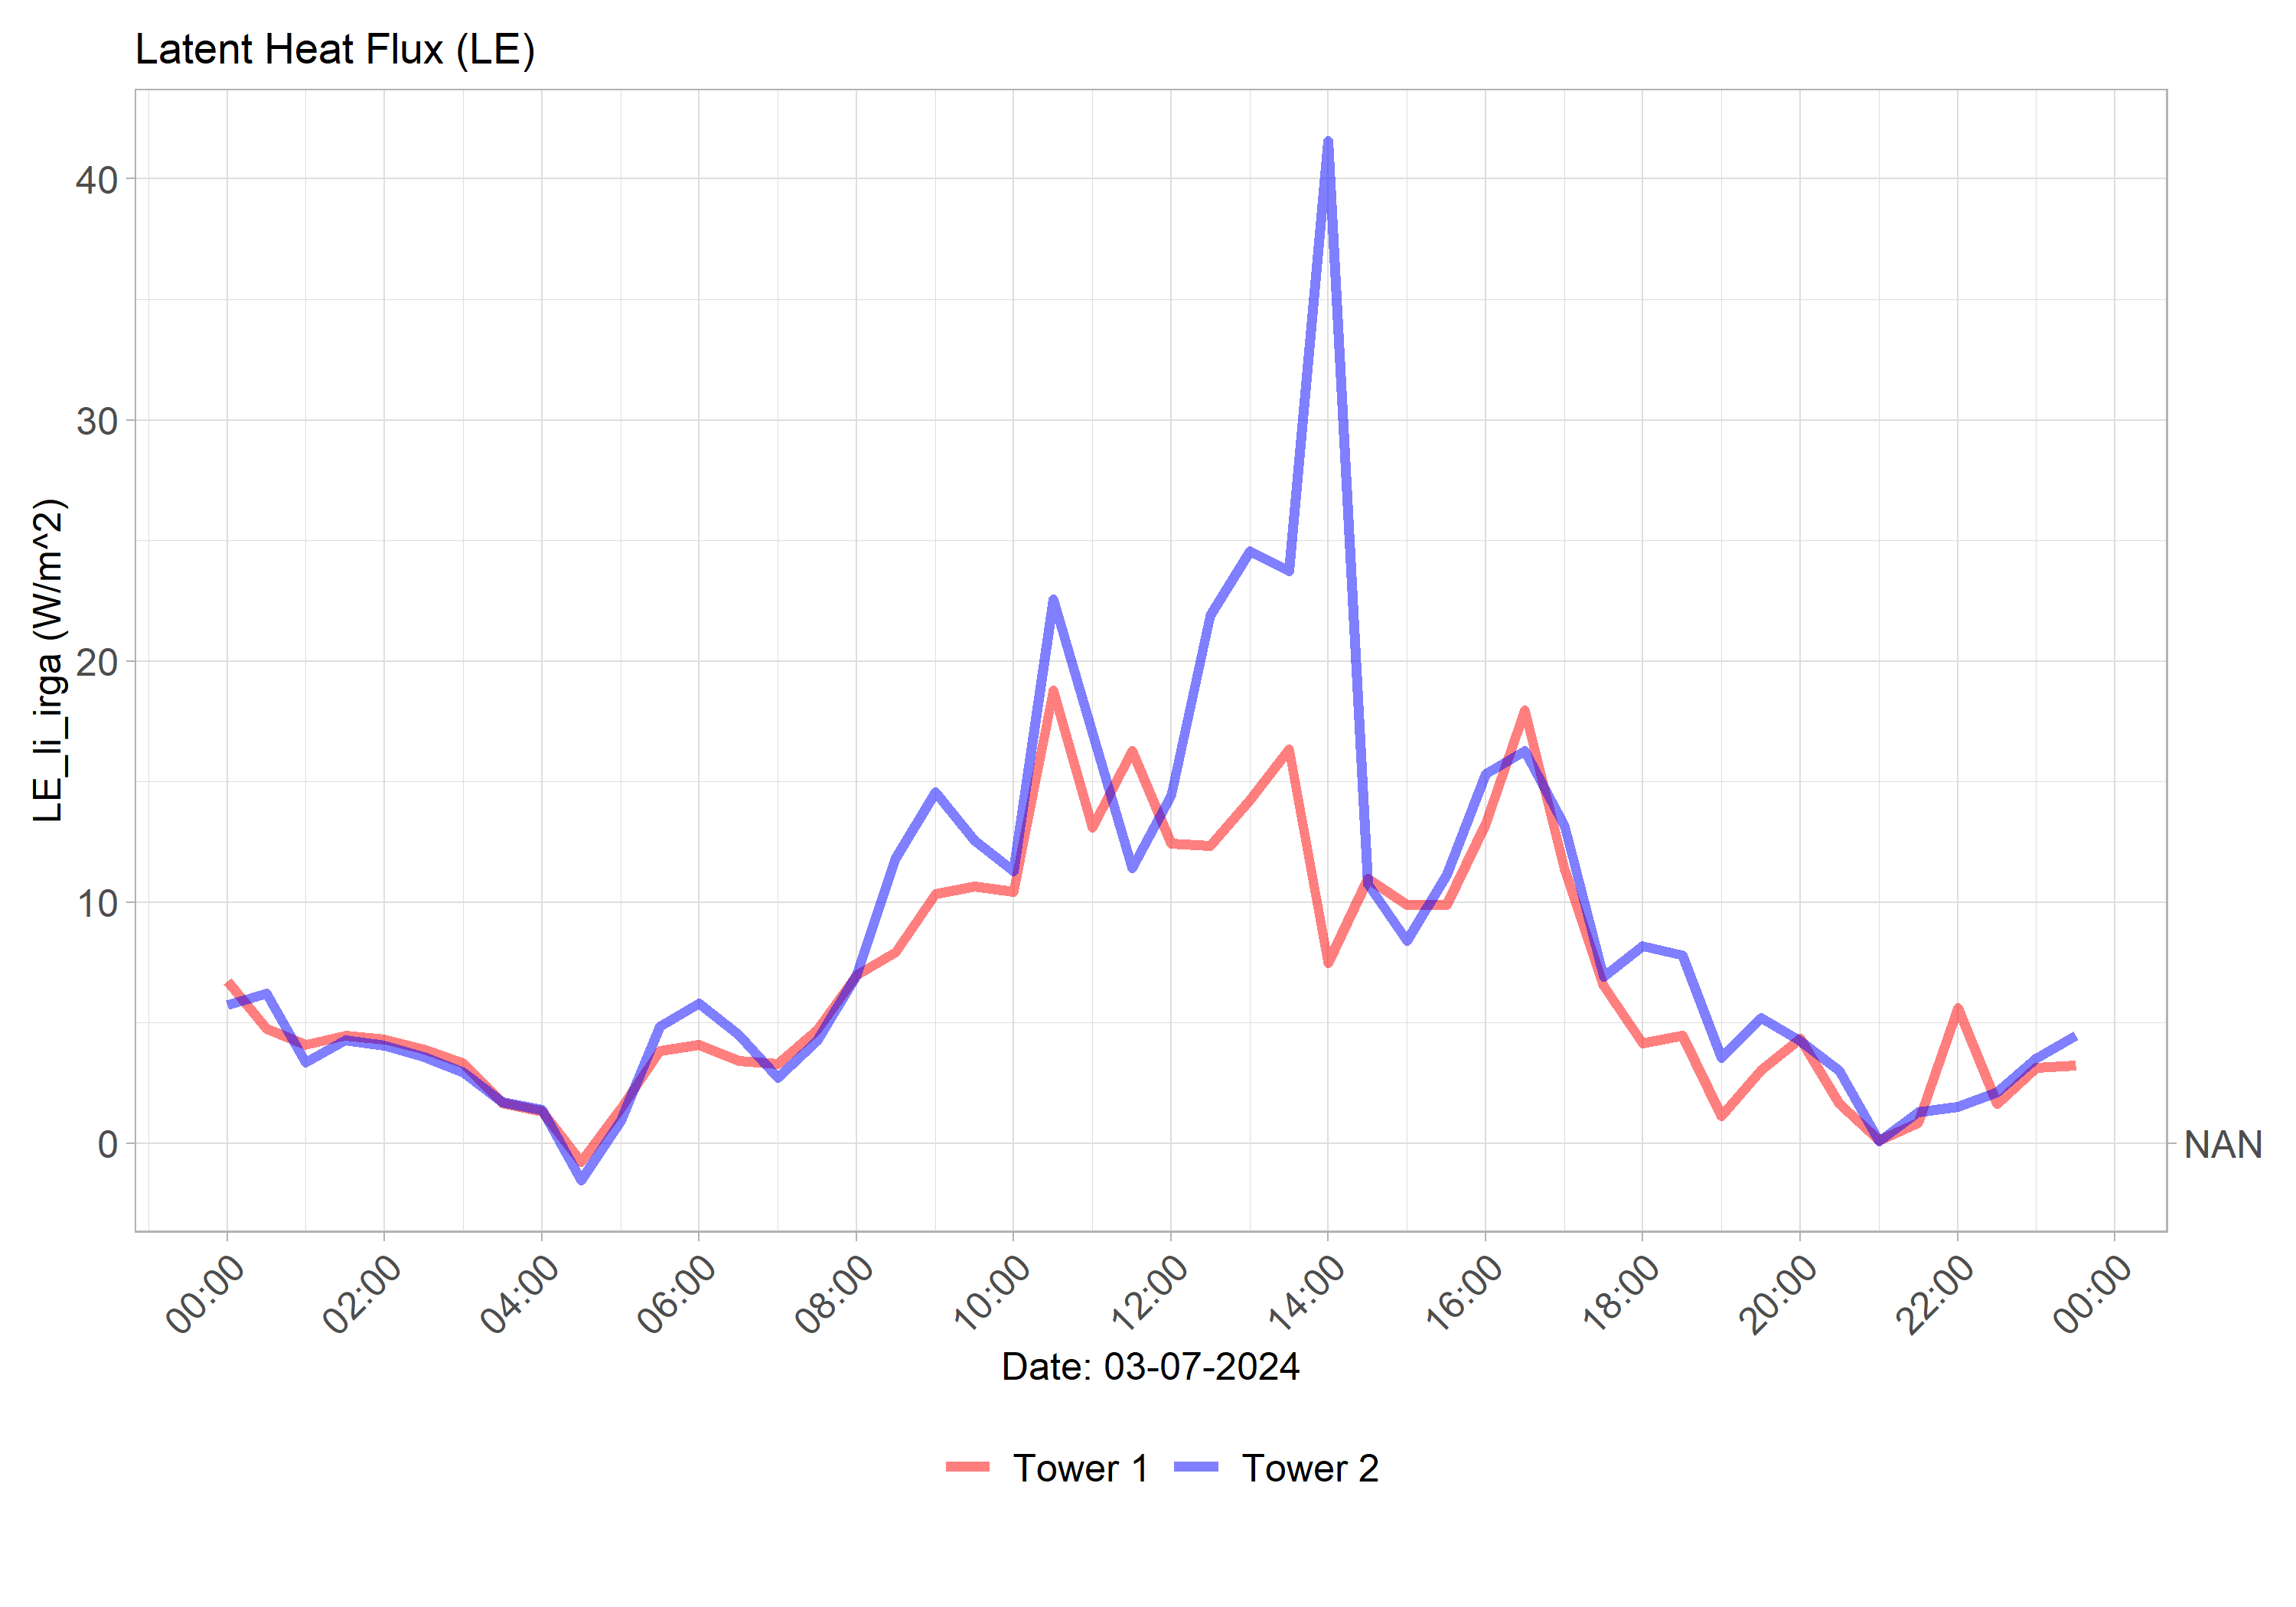 Latent Heat Flux (LE)
LE_li_irga (W/m^2)
40
30
20
10
0
NAN
00:00 02:00 04:00 06:00 08:00 10:00 12:00 14:00 16:00 18:00 20:00 22:00 00:00
Date: 03-07-2024
Tower 1 Tower 2